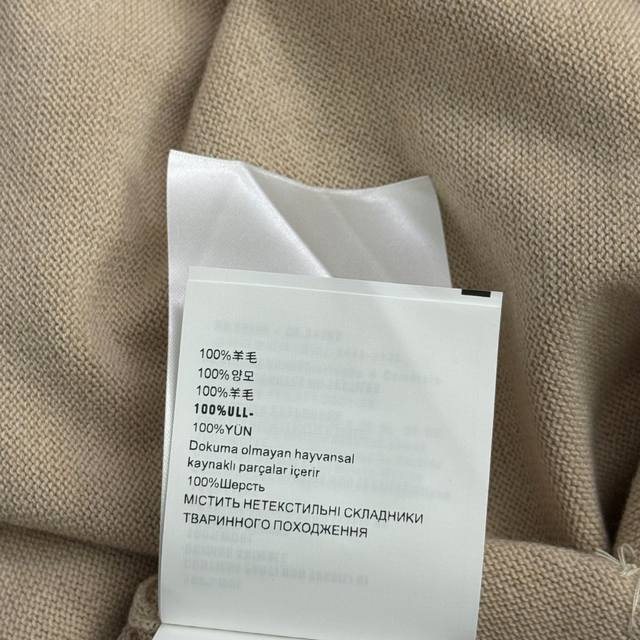 100%羊毛
100%양모
100%羊毛
100%ULL-
100%YÜN
Dokuma olmayan hayvansal
kaynaklı parçalar içerir
100%Шерсть
МІСТИТЬ НЕТЕКСТИЛЬНІ СКЛАДНИКИ
ТВАРИННОГО ПОХОДЖЕННЯ